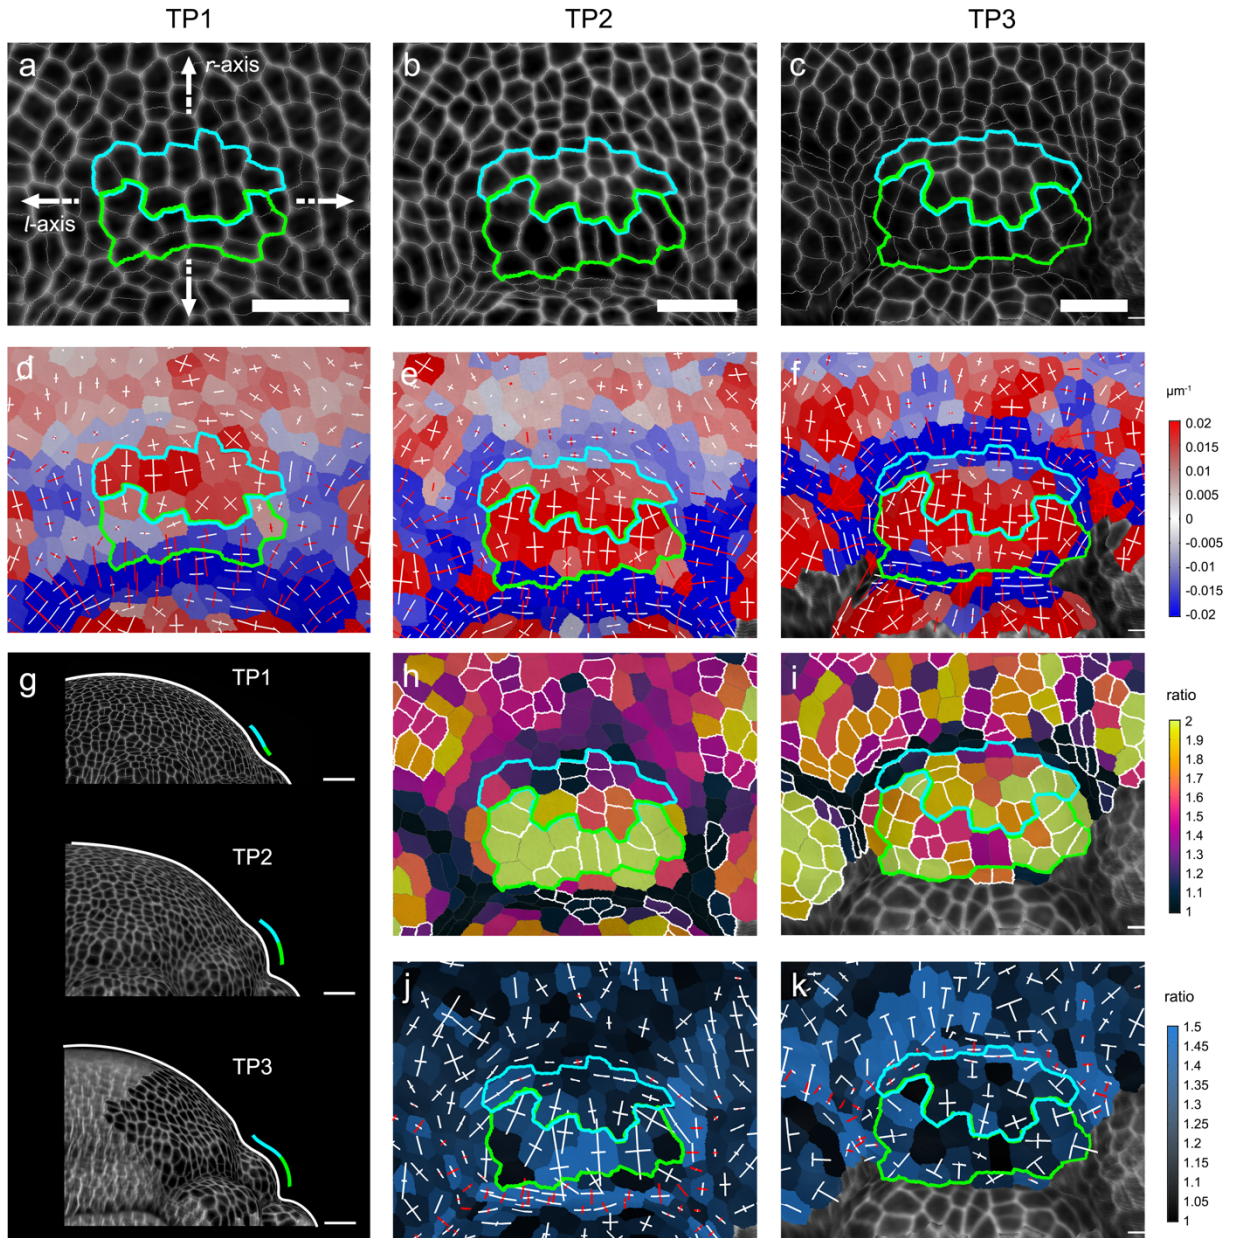 TP1 TP2 TP3
a b c
r-axis
l-axis
d e f
µm⁻¹
0.02
0.015
0.01
0.005
0
-0.005
-0.01
-0.015
-0.02
g
TP1
TP2
TP3
h i
ratio
2
1.9
1.8
1.7
1.6
1.5
1.4
1.3
1.2
1.1
1
j k
ratio
1.5
1.45
1.4
1.35
1.3
1.25
1.2
1.15
1.1
1.05
1